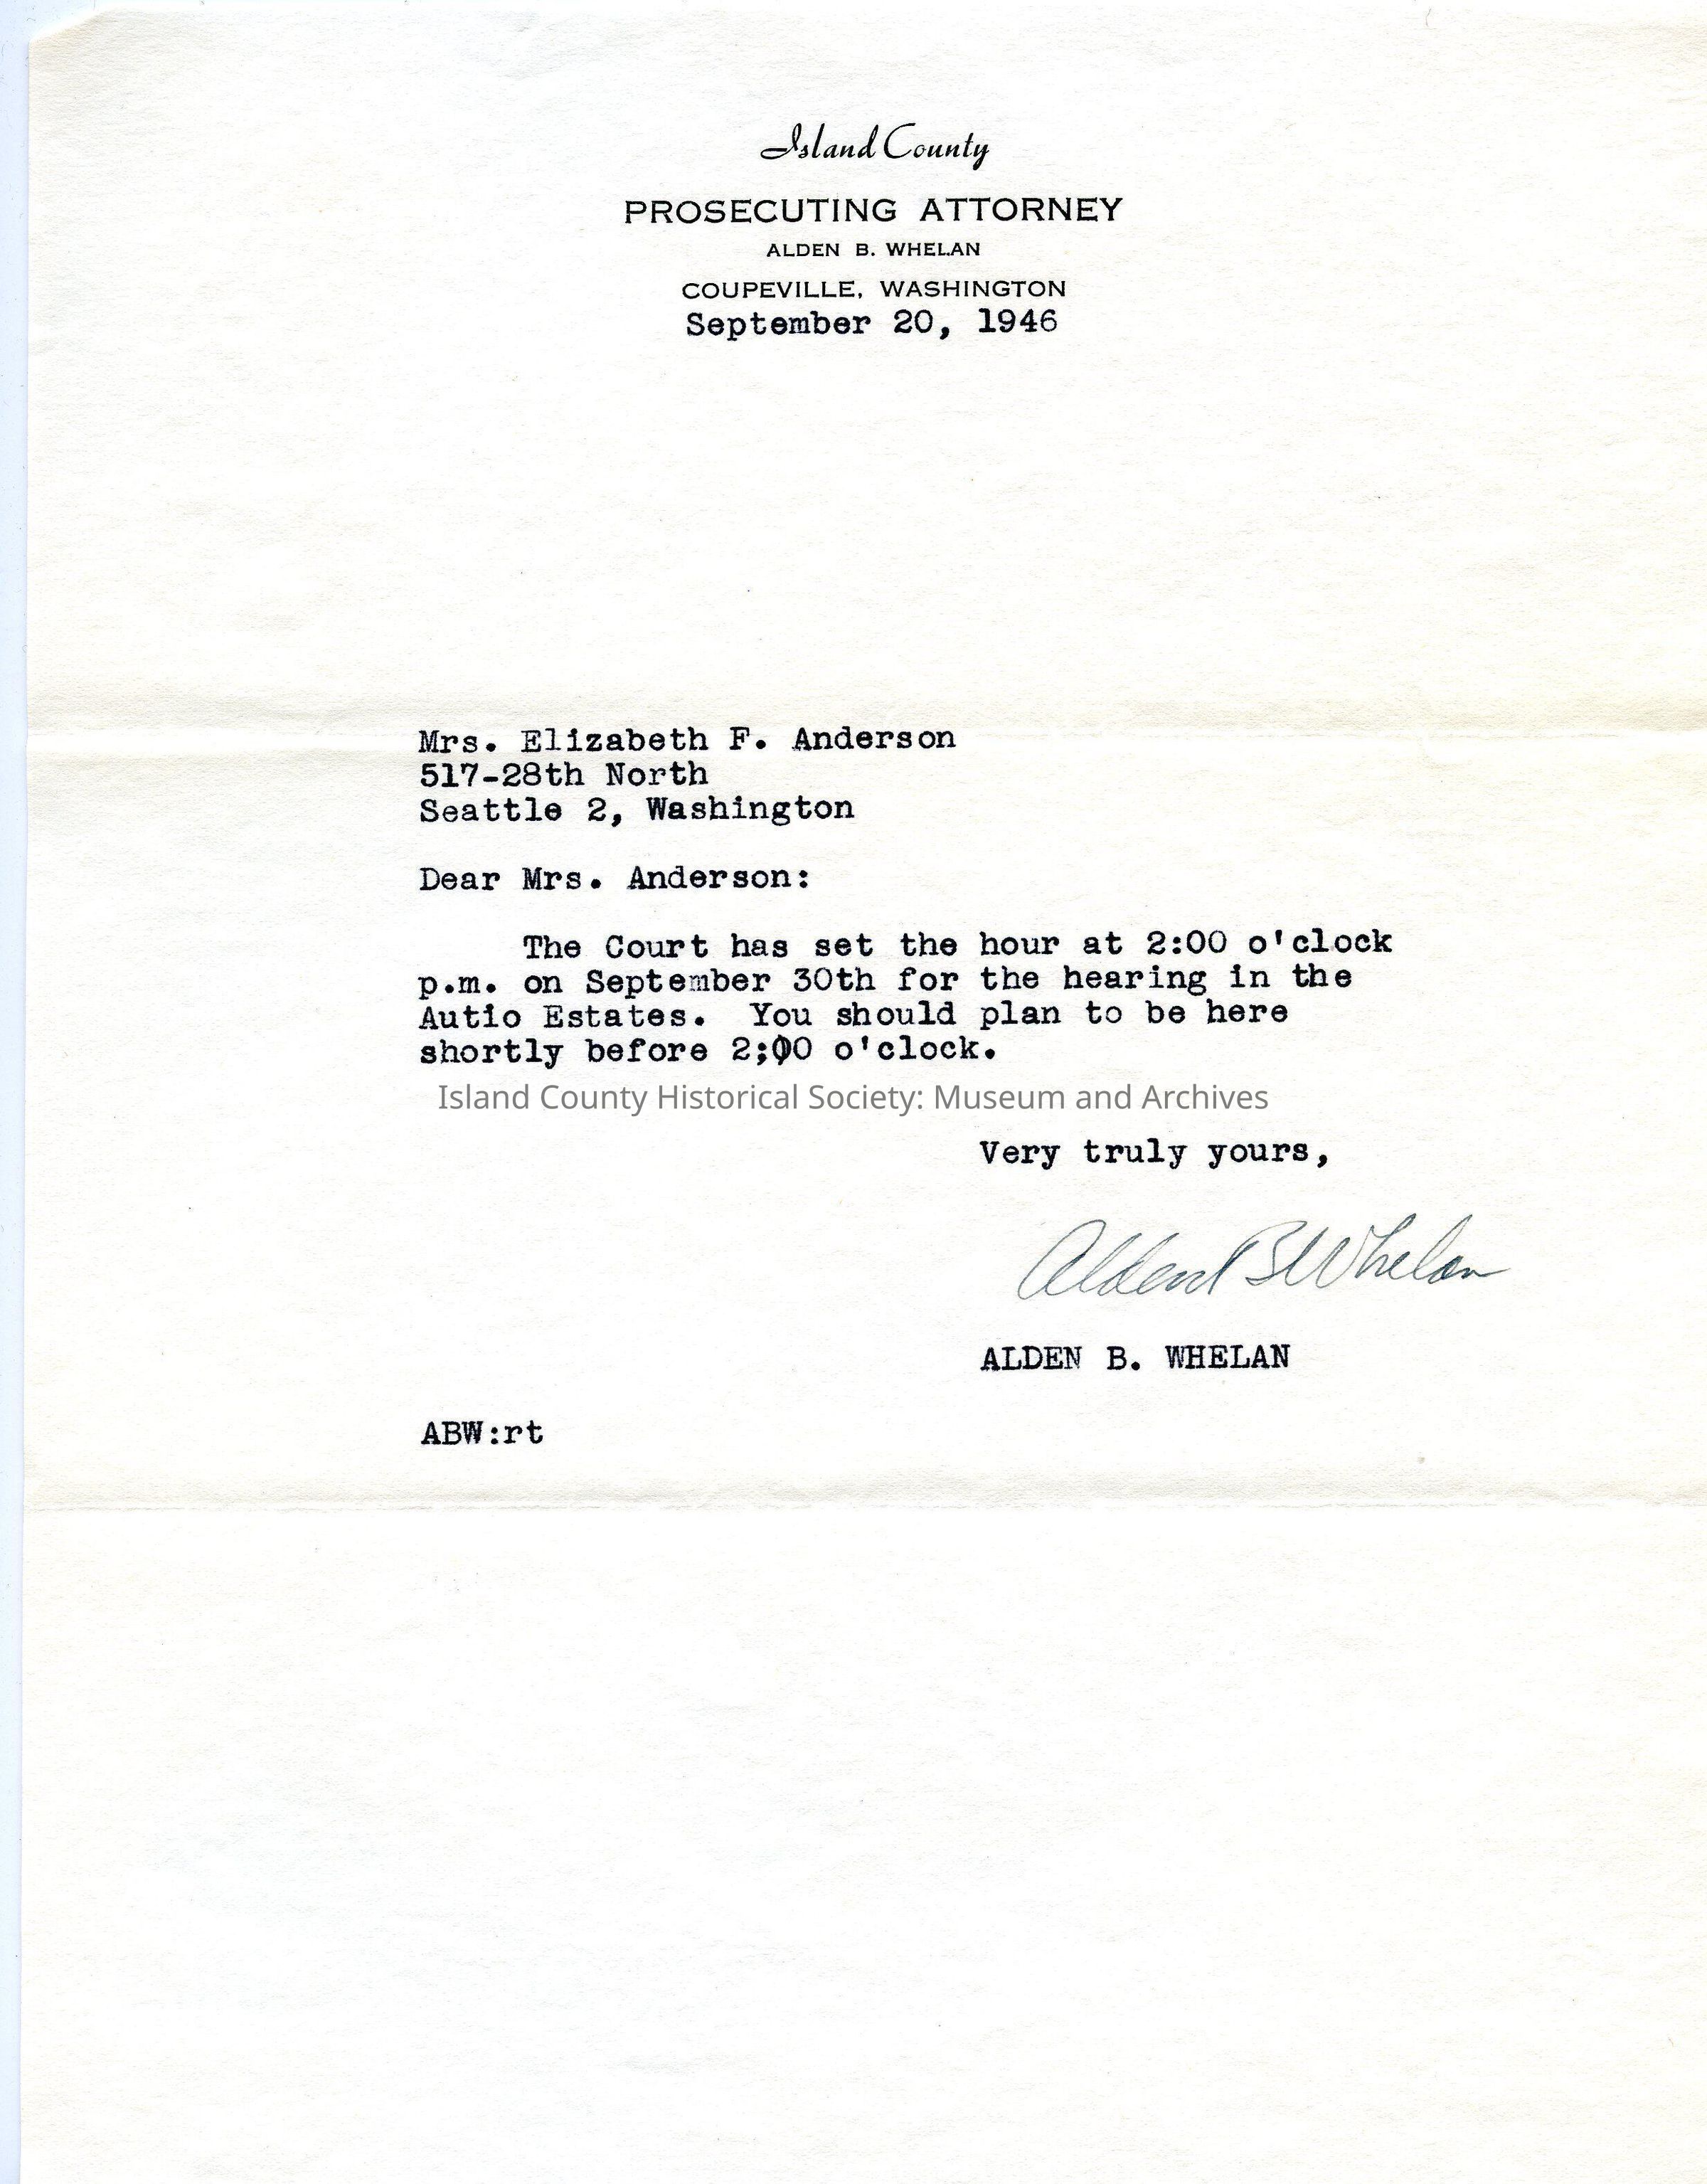 Island County
PROSECUTING ATTORNEY
ALDEN B. WHELAN
COUPEVILLE, WASHINGTON
September 20, 1946
Mrs. Elizabeth F. Anderson
517-28th North
Seattle 2, Washington
Dear Mrs. Anderson:
The Court has set the hour at 2:00 o'clock
p.m. on September 30th for the hearing in the
Autio Estates. You should plan to be here
shortly before 2;00 o'clock.
Island County Historical Society: Museum and Archives
Very truly yours,
Alden B Whelan
ALDEN B. WHELAN
ABW:rt